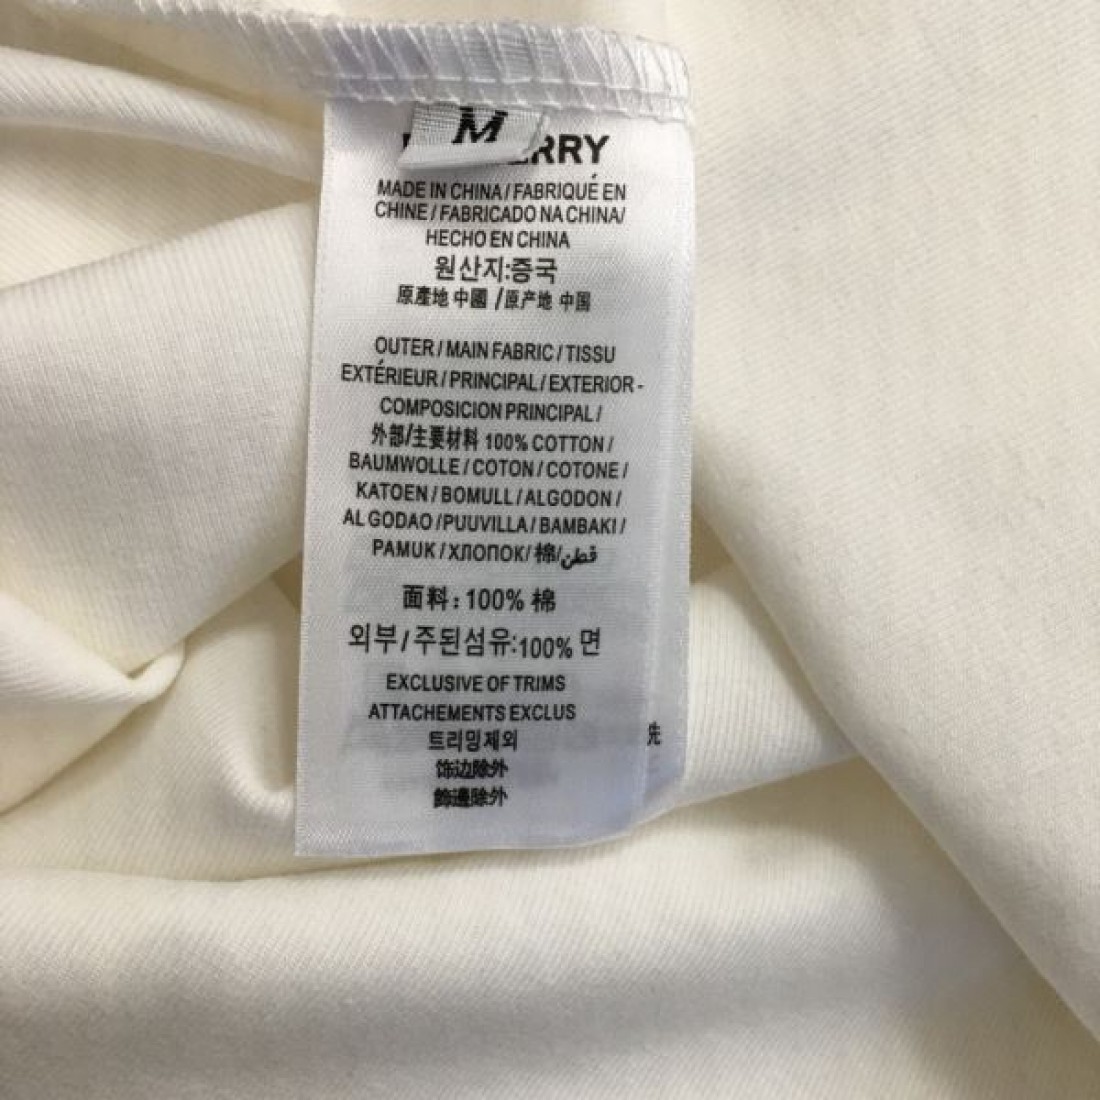 M
ERRY
MADE IN CHINA / FABRIQUÉ EN
CHINE / FABRICADO NA CHINA/
HECHO EN CHINA
원산지:증국
原產地 中國 /原产地 中国
OUTER / MAIN FABRIC / TISSU
EXTÉRIEUR / PRINCIPAL / EXTERIOR -
COMPOSICION PRINCIPAL /
外部/主要材料 100% COTTON /
BAUMWOLLE / COTON / COTONE /
KATOEN / BOMULL / ALGODON /
ALGODAO / PUUVILLA / BAMBAKI /
PAMUK / ХЛОПОК/ 棉/قطن
面料：100% 棉
외부 / 주된섬유:100% 면
EXCLUSIVE OF TRIMS
ATTACHEMENTS EXCLUS
트리밍제외
饰边除外
飾邊除外
洗